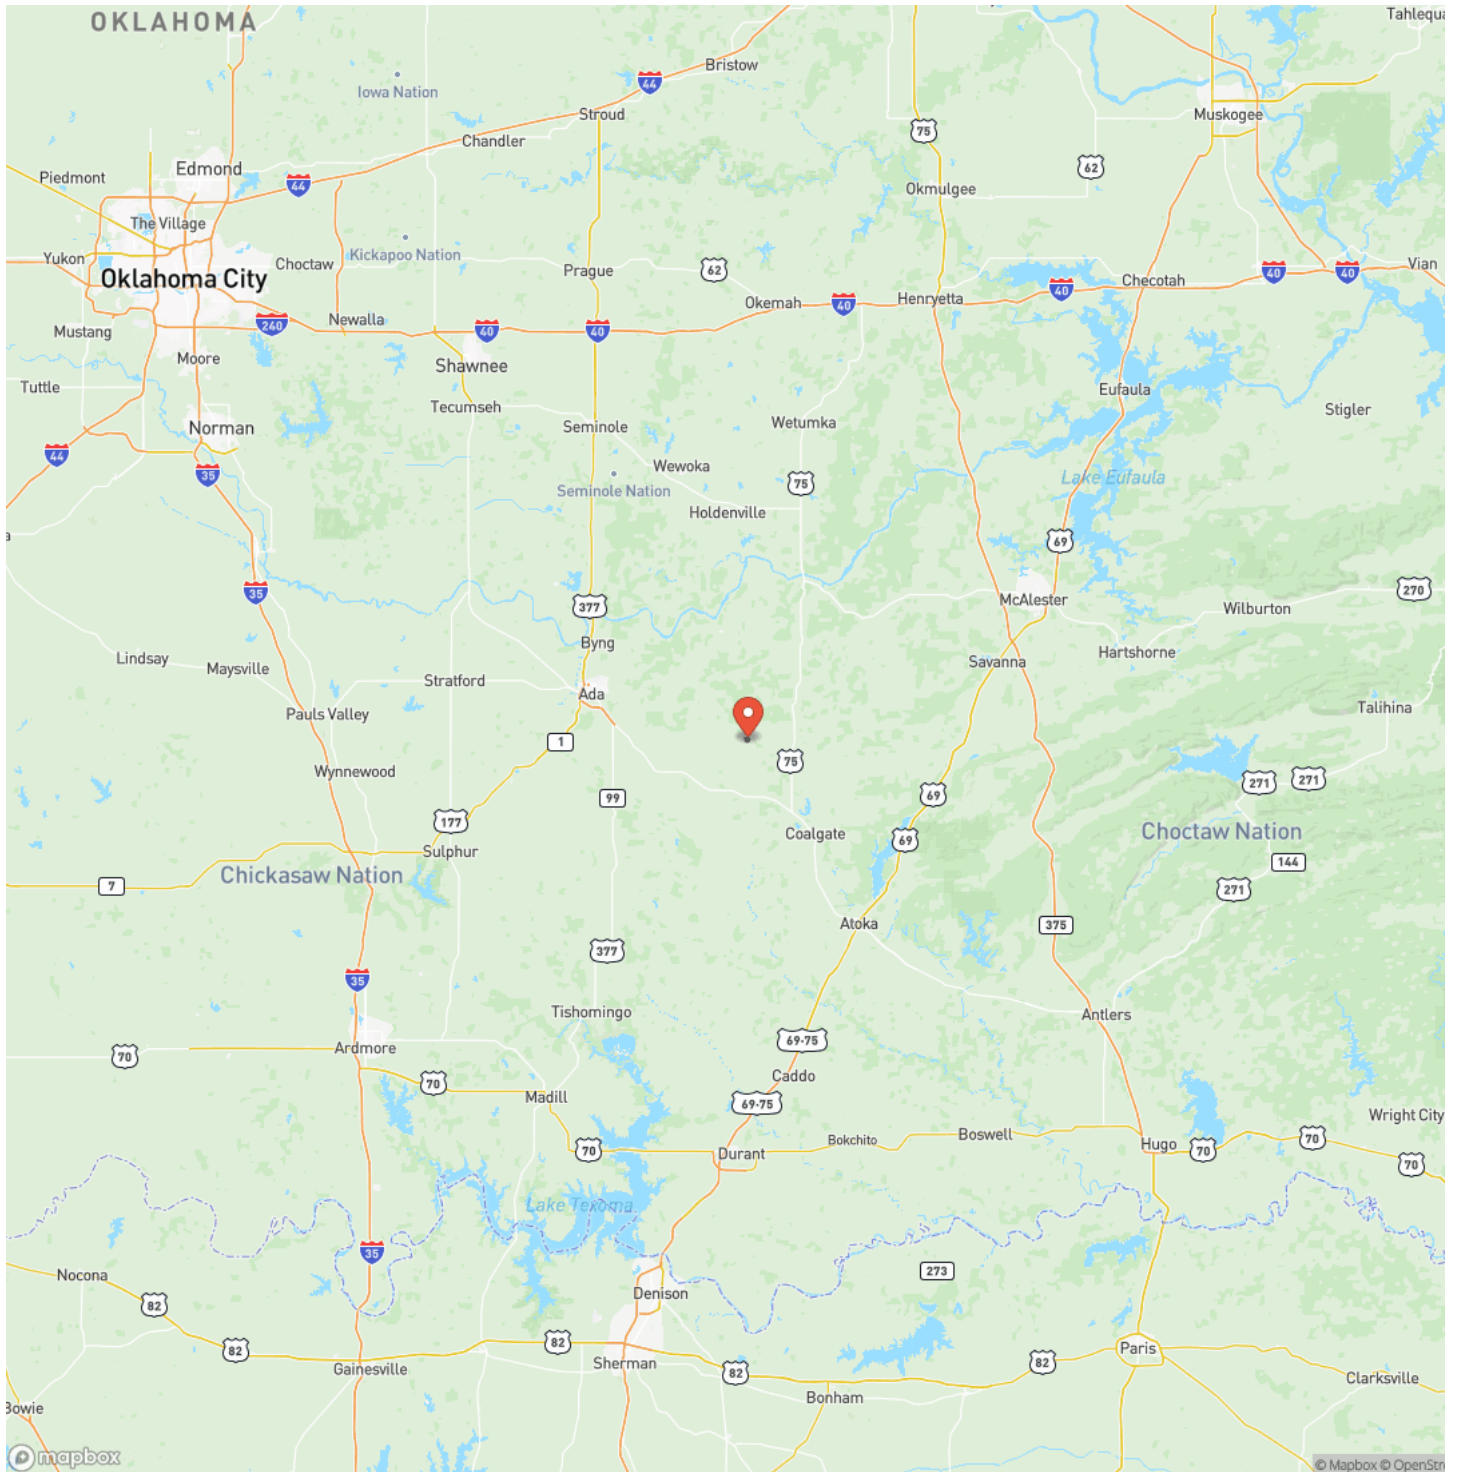 OKLAHOMA
Tahlequa
Bristow
44
Iowa Nation
Stroud
Muskogee
75
Chandler
62
Edmond
Piedmont
44
Okmulgee
The Village
Kickapoo Nation
Yukon
Choctaw
Prague
62
Vian
40
40
Oklahoma City
Checotah
40
Okemah
40
Henryetta
240
Newalla
40
40
Mustang
Moore
Shawnee
Tuttle
Eufaula
Tecumseh
Stigler
Norman
Seminole
Wetumka
44
Wewoka
35
Lake Eufaula
75
Seminole Nation
Holdenville
a
69
35
270
McAlester
377
Wilburton
Byng
Lindsay
Maysville
Savanna
Hartshorne
Stratford
Ada
Talihina
Pauls Valley
1
75
Wynnewood
271
271
99
69
177
Coalgate
69
Choctaw Nation
Sulphur
144
Chickasaw Nation
7
271
Atoka
375
377
35
Tishomingo
Antlers
69-75
Ardmore
70
Caddo
70
Madill
69-75
Wright City
Boswell
Bokchito
Hugo
70
70
70
Durant
70
Lake Texoma
35
273
Nocona
Denison
82
82
82
Paris
82
Sherman
Gainesville
82
Clarksville
Bonham
Bowie
mapbox
© Mapbox © OpenStr